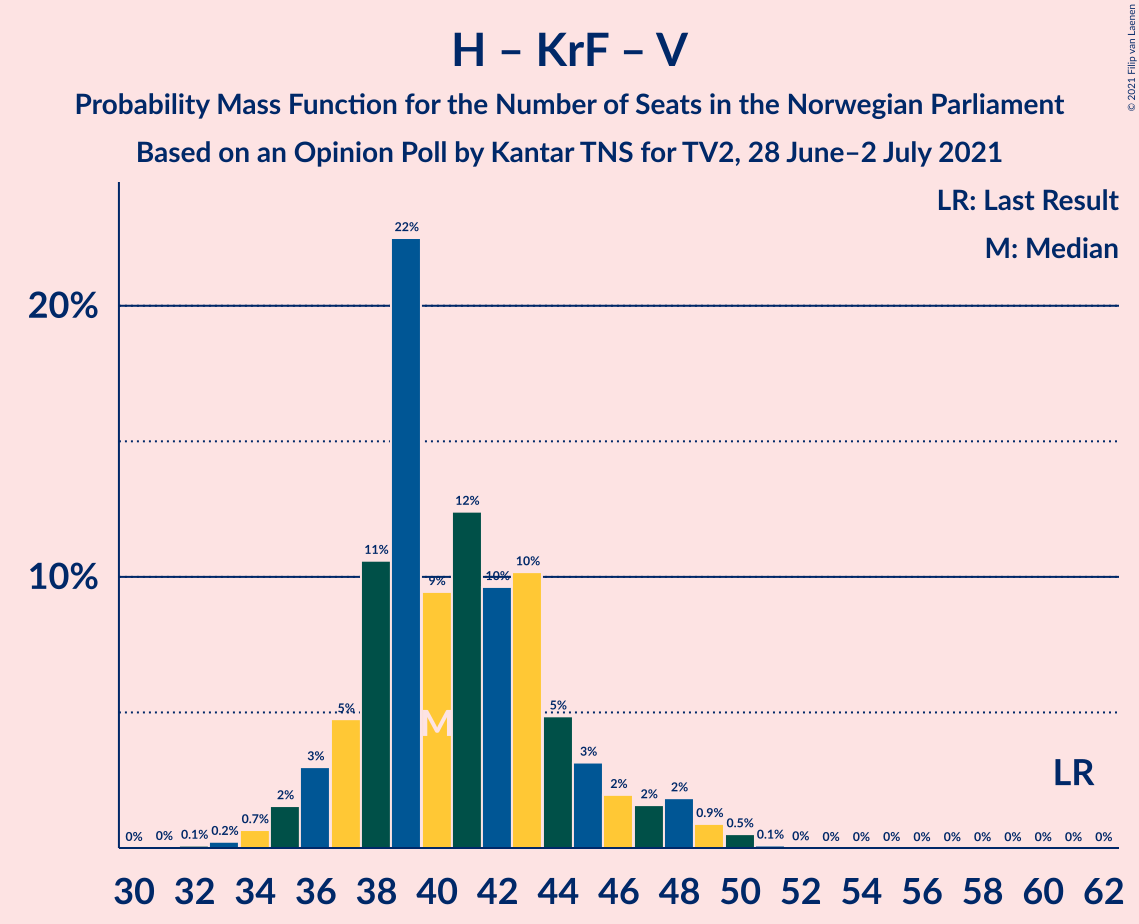 H – KrF – V
Probability Mass Function for the Number of Seats in the Norwegian Parliament
Based on an Opinion Poll by Kantar TNS for TV2, 28 June–2 July 2021
© 2021 Filip van Laenen
LR: Last Result
M: Median
20%
10%
0% 0% 0.1% 0.2% 0.7% 2% 3% 5% 11% 22% 9% 12% 10% 10% 5% 3% 2% 2% 2% 0.9% 0.5% 0.1% 0% 0% 0% 0% 0% 0% 0% 0% 0% 0% 0%
M
LR
30 32 34 36 38 40 42 44 46 48 50 52 54 56 58 60 62